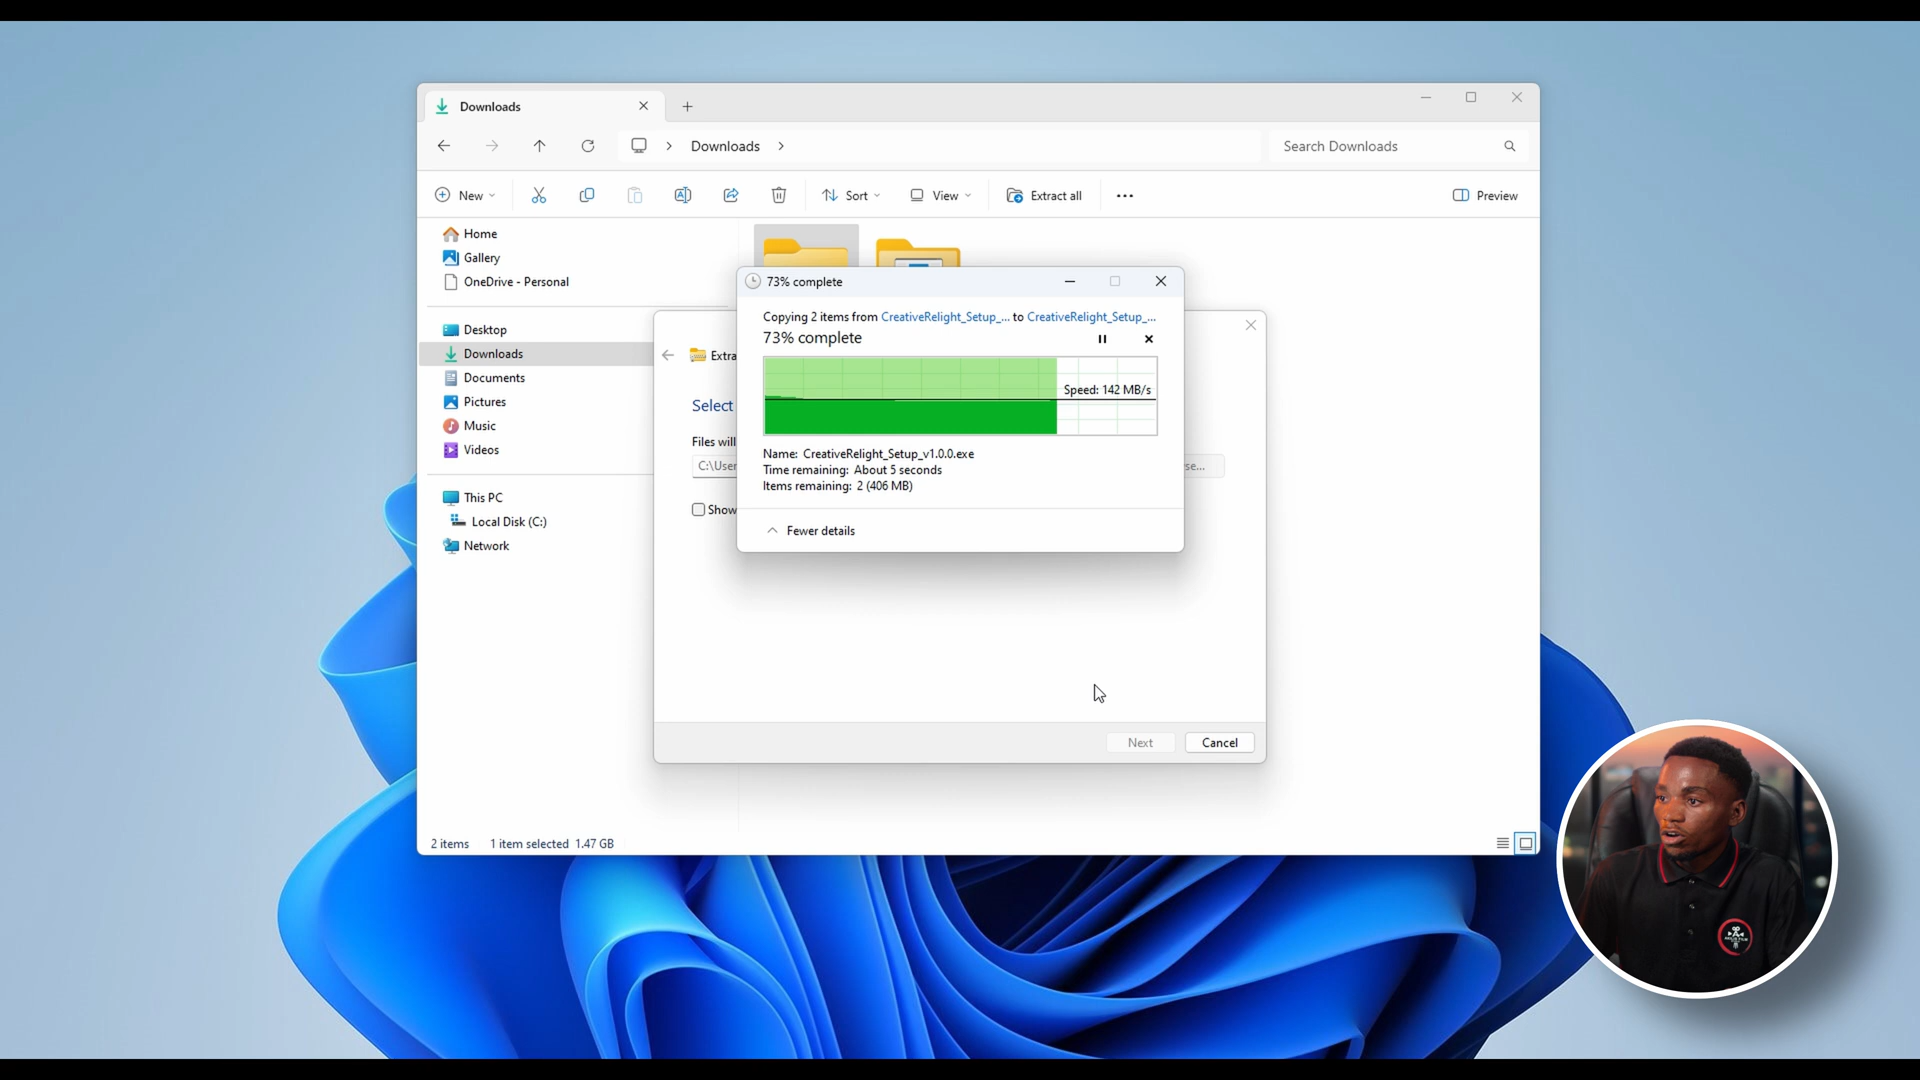 Downloads
Downloads
Search Downloads
New
Sort
View
Extract all
Preview
Home
Gallery
OneDrive - Personal
Desktop
Downloads
Documents
Pictures
Music
Videos
This PC
Local Disk (C:)
Network
Extra
Select
Files will
C:\User
se...
Show
73% complete
Copying 2 items from CreativeRelight_Setup_... to CreativeRelight_Setup_...
73% complete
Speed: 142 MB/s
Name: CreativeRelight_Setup_v1.0.0.exe
Time remaining: About 5 seconds
Items remaining: 2 (406 MB)
Fewer details
Next
Cancel
2 items
1 item selected 1.47 GB